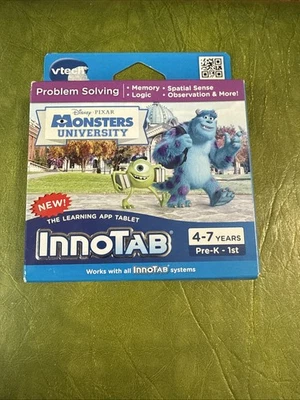 vtech
Problem Solving • Memory • Spatial Sense
• Logic • Observation & More!
Disney • PIXAR
MONSTERS
UNIVERSITY
NEW!
THE LEARNING APP TABLET
INNOTAB®
4-7 YEARS
Pre-K - 1st
Works with all INNOTAB systems